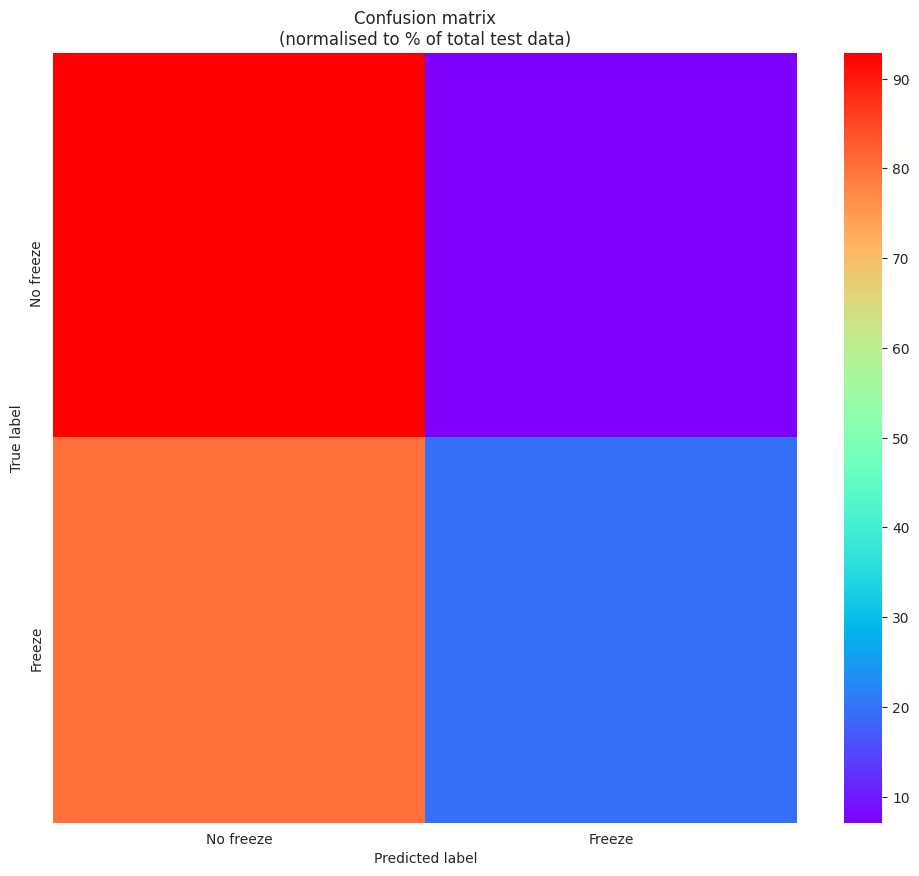 Confusion matrix
(normalised to % of total test data)
True label
No freeze
Freeze
No freeze
Freeze
Predicted label
90
80
70
60
50
40
30
20
10